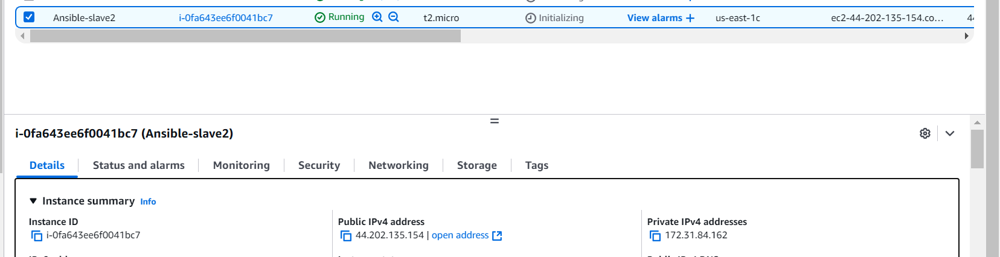 Ansible-slave2 i-0fa643ee6f0041bc7 Running t2.micro Initializing View alarms + us-east-1c ec2-44-202-135-154.co… 44
i-0fa643ee6f0041bc7 (Ansible-slave2)
Details Status and alarms Monitoring Security Networking Storage Tags
Instance summary Info
Instance ID Public IPv4 address Private IPv4 addresses
i-0fa643ee6f0041bc7 44.202.135.154 | open address 172.31.84.162